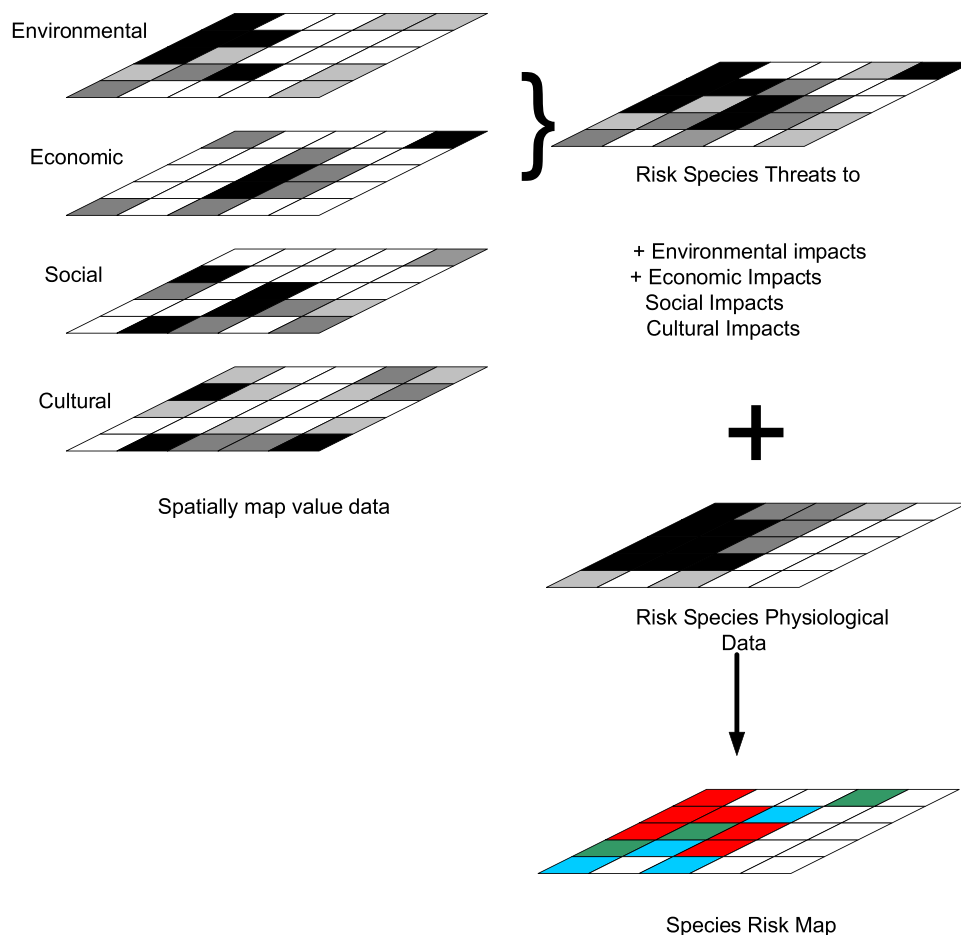 Environmental
Economic
Social
Cultural
Spatially map value data
Risk Species Threats to
+ Environmental impacts
+ Economic Impacts
Social Impacts
Cultural Impacts
+
Risk Species Physiological
Data
Species Risk Map